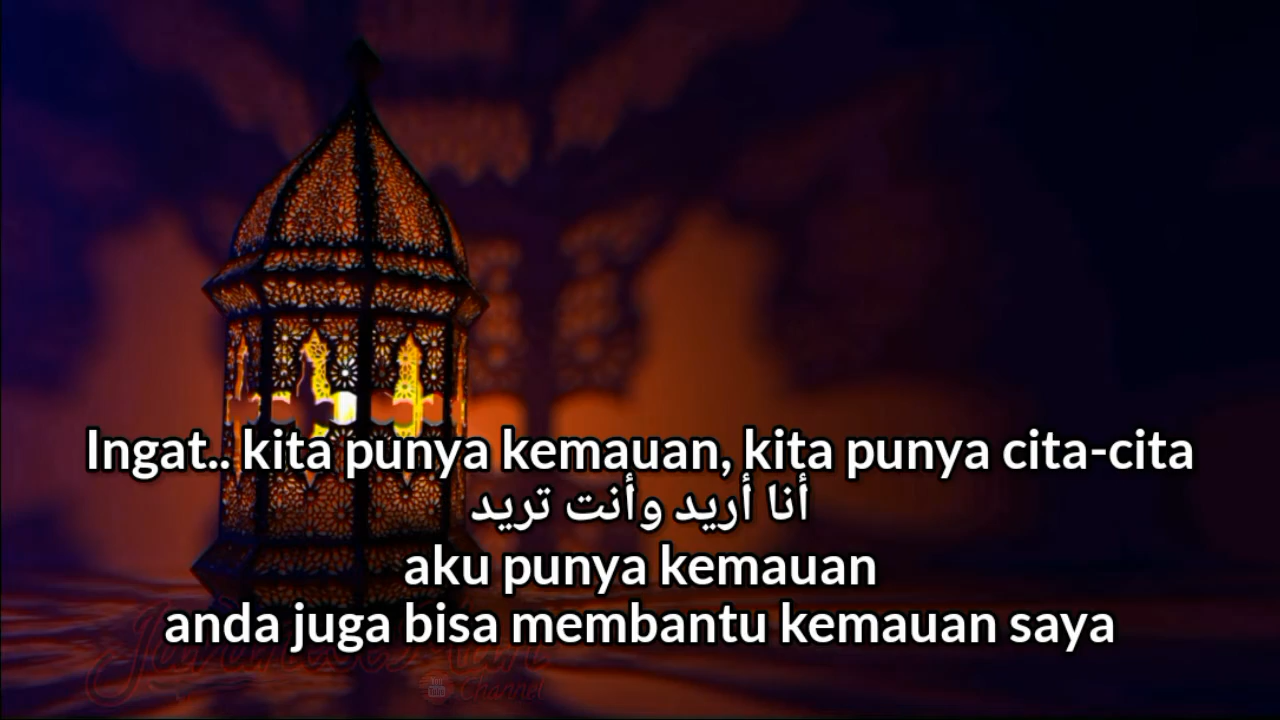 Ingat.. kita punya kemauan, kita punya cita-cita
أنا أريد وأنت تريد
aku punya kemauan
anda juga bisa membantu kemauan saya
Channel